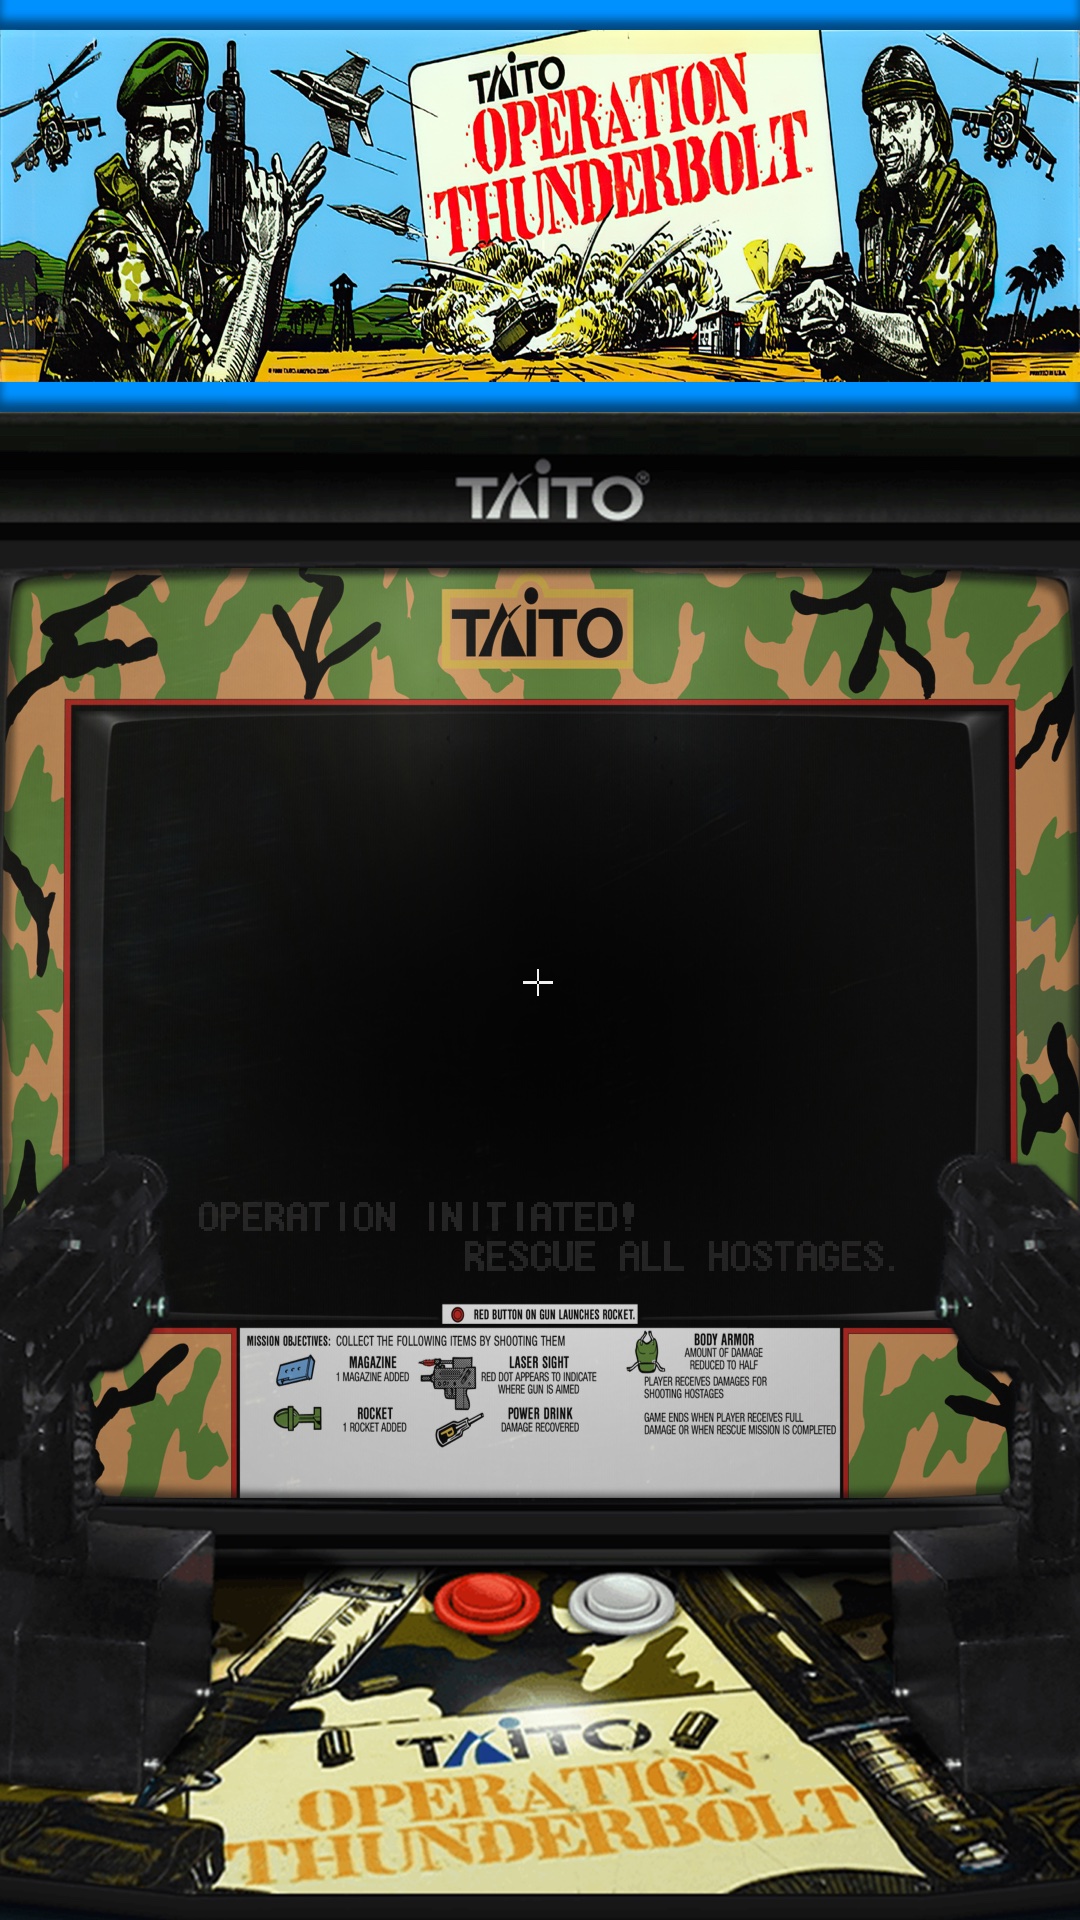 TAITO
OPERATION
THUNDERBOLT
TAITO®
TAITO
OPERATION INITIATED!
RESCUE ALL HOSTAGES.
RED BUTTON ON GUN LAUNCHES ROCKET.
MISSION OBJECTIVES: COLLECT THE FOLLOWING ITEMS BY SHOOTING THEM
MAGAZINE
1 MAGAZINE ADDED
LASER SIGHT
RED DOT APPEARS TO INDICATE
WHERE GUN IS AIMED
BODY ARMOR
AMOUNT OF DAMAGE
REDUCED TO HALF
ROCKET
1 ROCKET ADDED
POWER DRINK
DAMAGE RECOVERED
PLAYER RECEIVES DAMAGES FOR
SHOOTING HOSTAGES
GAME ENDS WHEN PLAYER RECEIVES FULL
DAMAGE OR WHEN RESCUE MISSION IS COMPLETED
TAITO
OPERATION
THUNDERBOLT